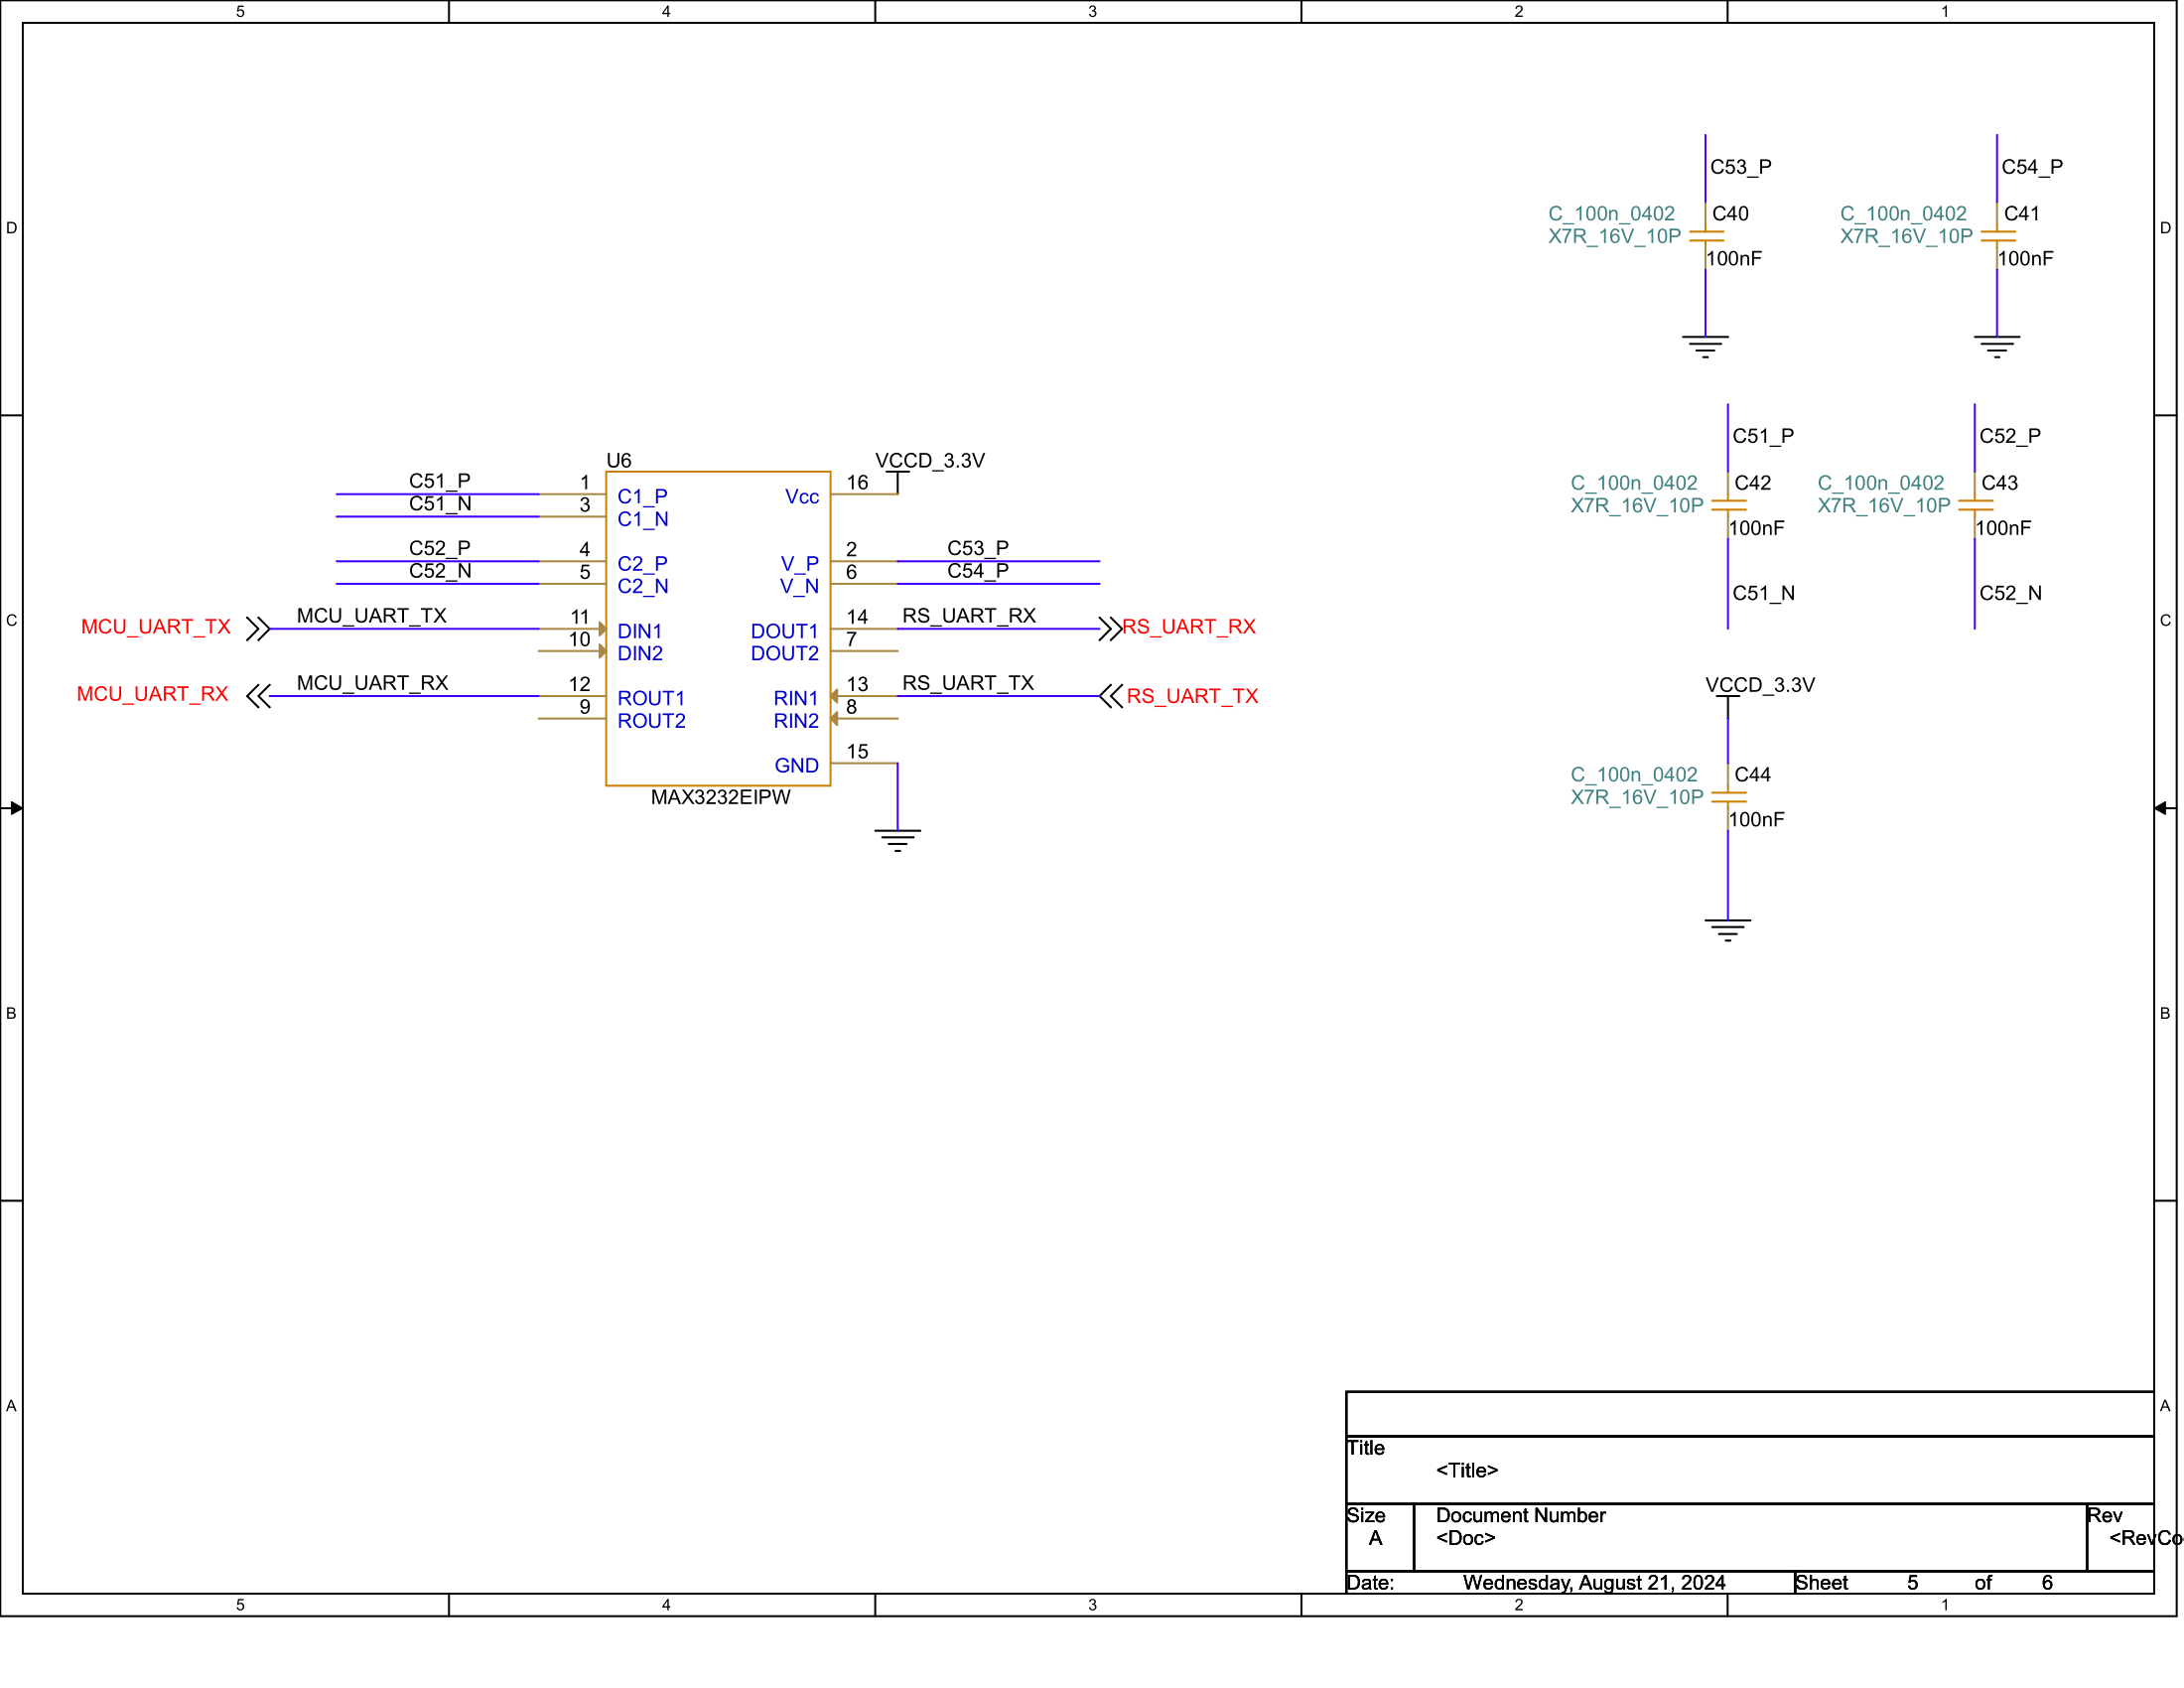 5 4 3 2 1
D D
C53_P C54_P
C_100n_0402 C40 C_100n_0402 C41
X7R_16V_10P X7R_16V_10P
100nF 100nF
C51_P C52_P
C_100n_0402 C42 C_100n_0402 C43
X7R_16V_10P X7R_16V_10P
100nF 100nF
C51_N C52_N
U6 VCCD_3.3V
C51_P 1 C1_P Vcc 16
C51_N 3 C1_N
C52_P 4 C2_P V_P 2 C53_P
C52_N 5 C2_N V_N 6 C54_P
C C
MCU_UART_TX MCU_UART_TX 11 DIN1 DOUT1 14 RS_UART_RX RS_UART_RX
10 DIN2 DOUT2 7
MCU_UART_RX MCU_UART_RX 12 ROUT1 RIN1 13 RS_UART_TX RS_UART_TX
9 ROUT2 RIN2 8
GND 15
MAX3232EIPW
VCCD_3.3V
C_100n_0402 C44
X7R_16V_10P
100nF
B B
A A
Title
<Title>
Size Document Number Rev
A <Doc> <RevCo
Date: Wednesday, August 21, 2024 Sheet 5 of 6
5 4 3 2 1